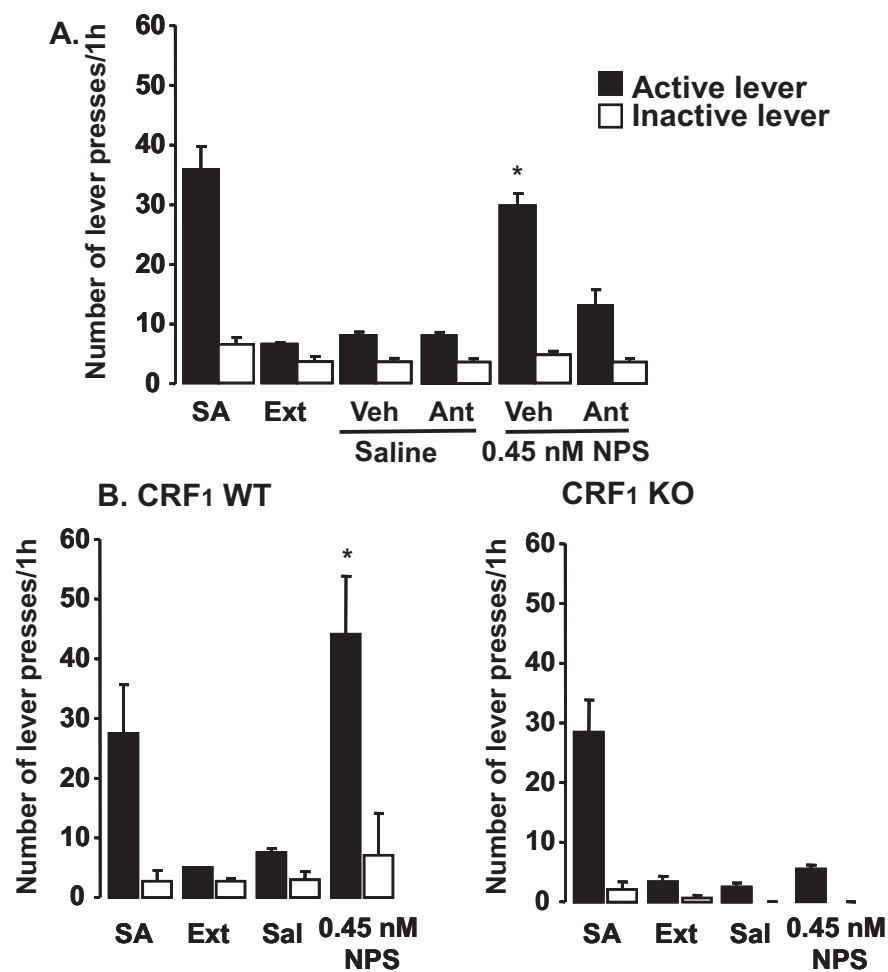 A.
Number of lever presses/1h
60
50
40
30
20
10
0
*
Active lever
Inactive lever
SA Ext Veh Ant Veh Ant
Saline 0.45 nM NPS
B. CRF1 WT
Number of lever presses/1h
60
50
40
30
20
10
0
*
SA Ext Sal 0.45 nM
NPS
CRF1 KO
Number of lever presses/1h
60
50
40
30
20
10
0
SA Ext Sal 0.45 nM
NPS